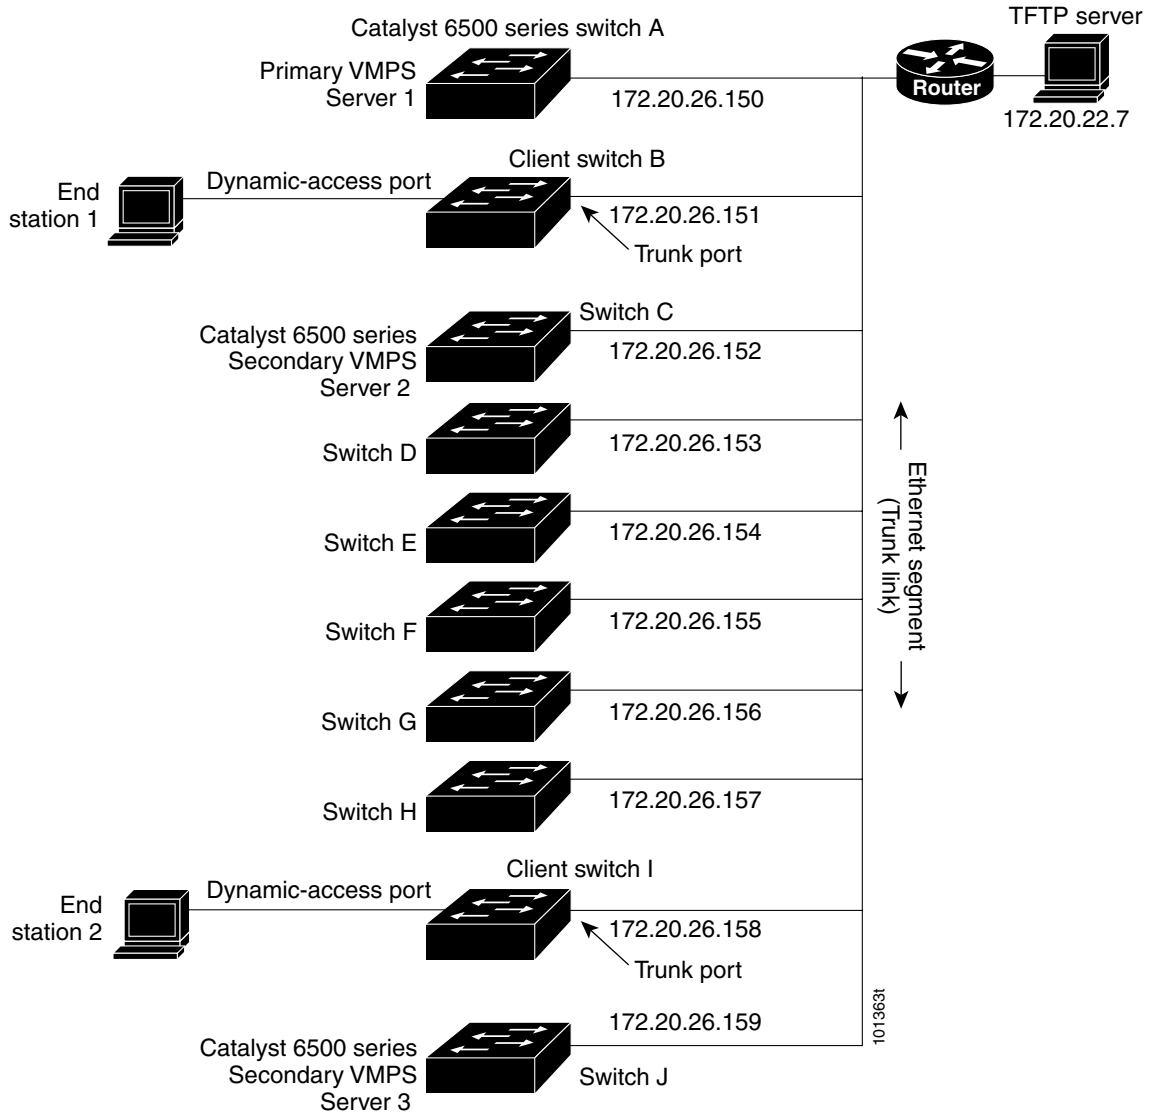 Catalyst 6500 series switch A
TFTP server
Primary VMPS
Server 1
172.20.26.150
Router
172.20.22.7
Client switch B
End
station 1
Dynamic-access port
172.20.26.151
Trunk port
Switch C
Catalyst 6500 series
Secondary VMPS
Server 2
172.20.26.152
Switch D
172.20.26.153
Ethernet segment
(Trunk link)
Switch E
172.20.26.154
Switch F
172.20.26.155
Switch G
172.20.26.156
Switch H
172.20.26.157
Client switch I
End
station 2
Dynamic-access port
172.20.26.158
Trunk port
101363t
172.20.26.159
Catalyst 6500 series
Secondary VMPS
Server 3
Switch J